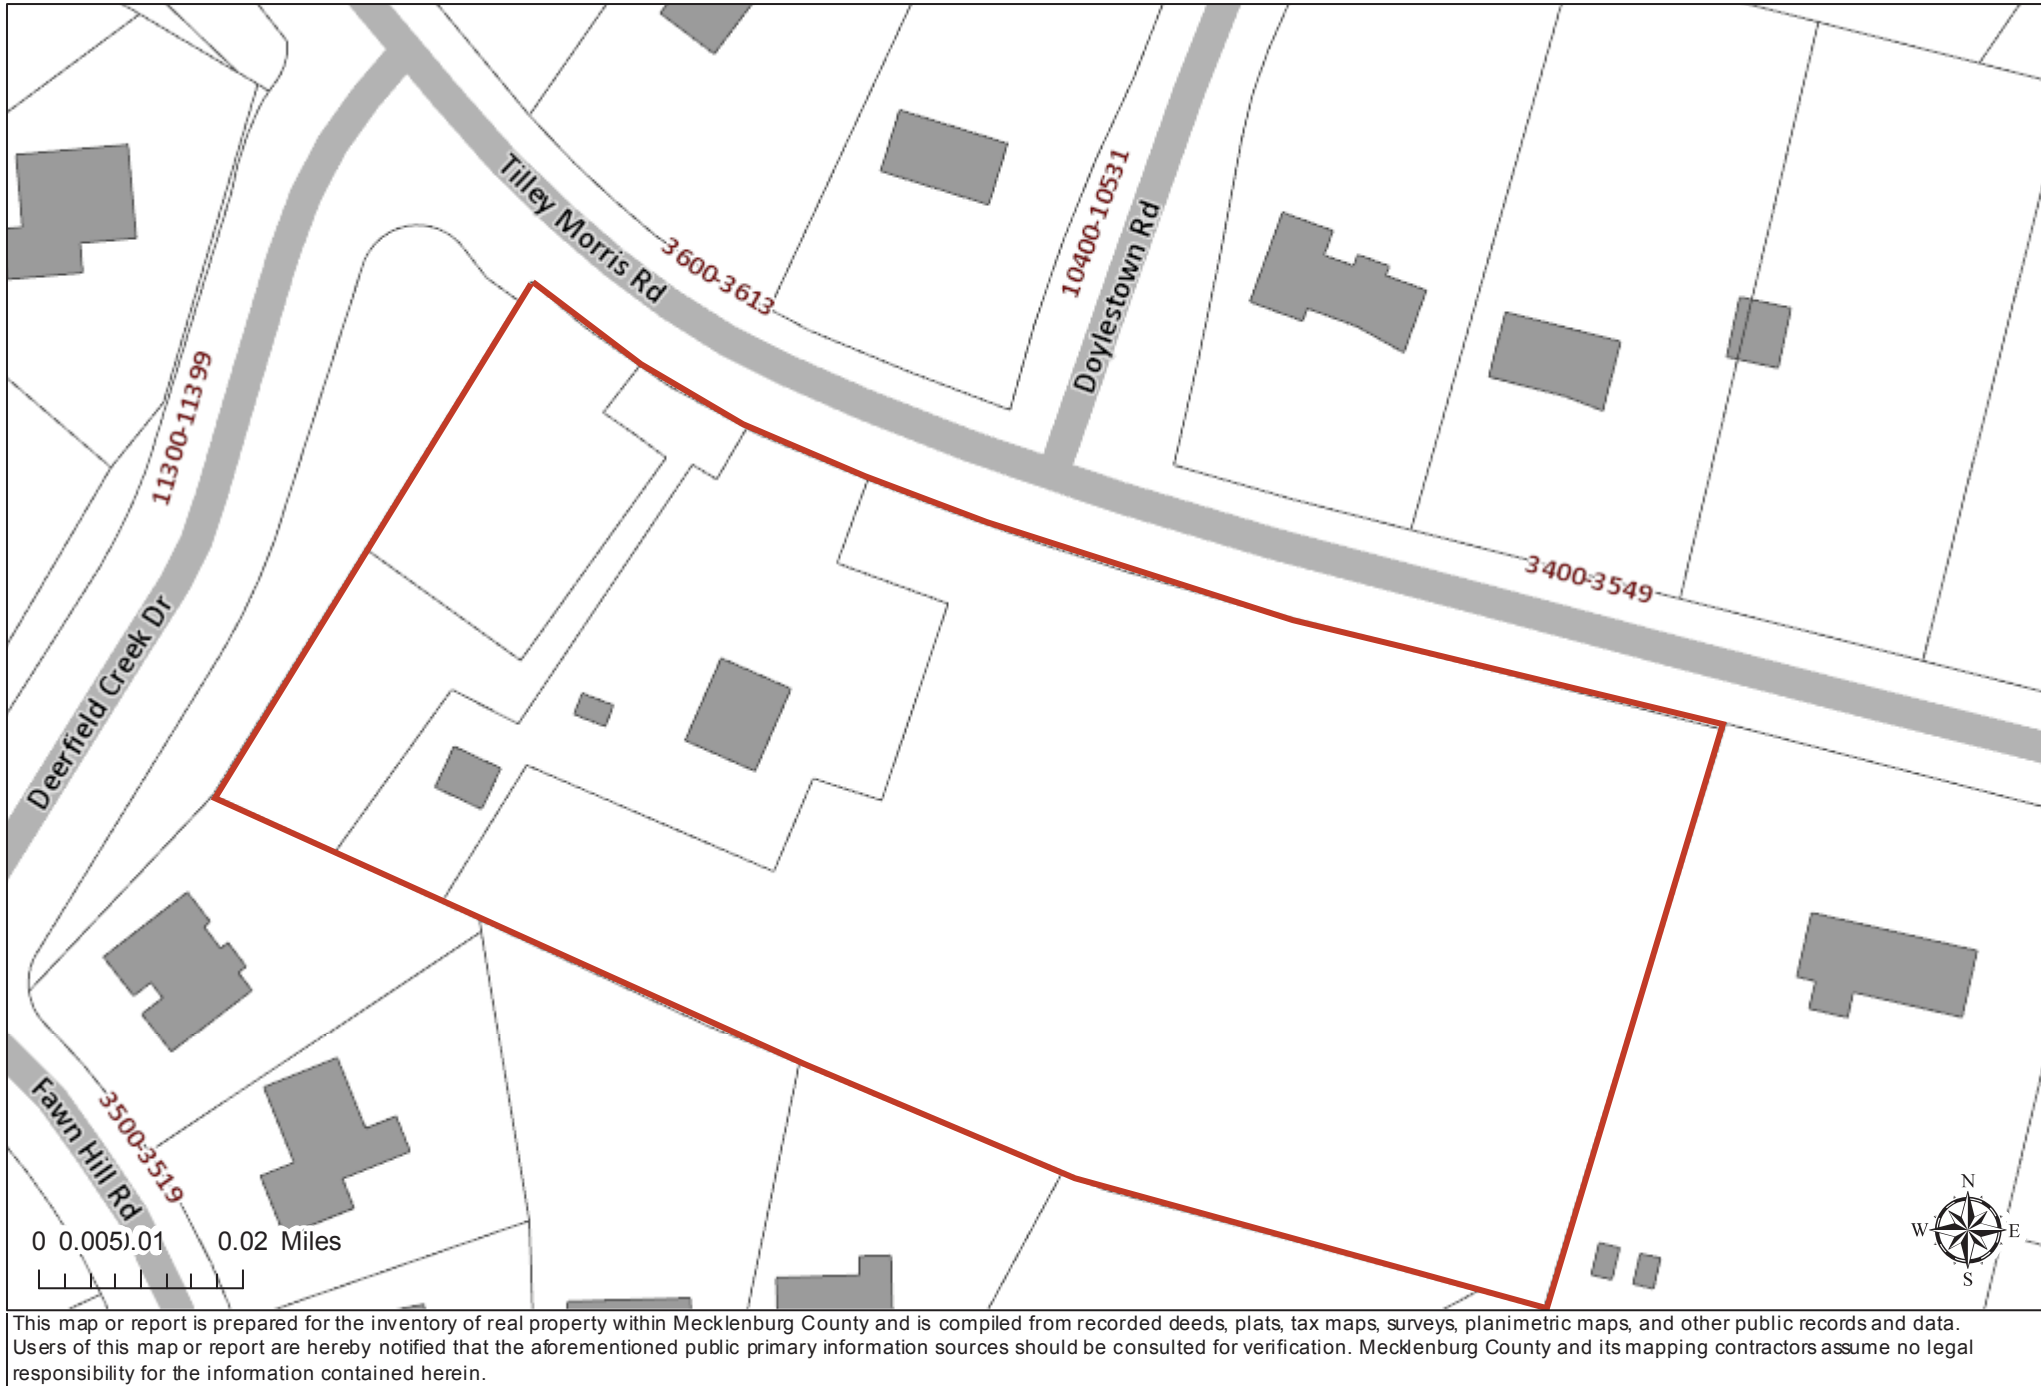 Tilley Morris Rd
3600-3613
10400-10531
Doylestown Rd
11300-11399
3400-3549
Deerfield Creek Dr
Fawn Hill Rd
3500-3519
N
W E
S
0 0.005 0.01 0.02 Miles
This map or report is prepared for the inventory of real property within Mecklenburg County and is compiled from recorded deeds, plats, tax maps, surveys, planimetric maps, and other public records and data.
Users of this map or report are hereby notified that the aforementioned public primary information sources should be consulted for verification. Mecklenburg County and its mapping contractors assume no legal
responsibility for the information contained herein.